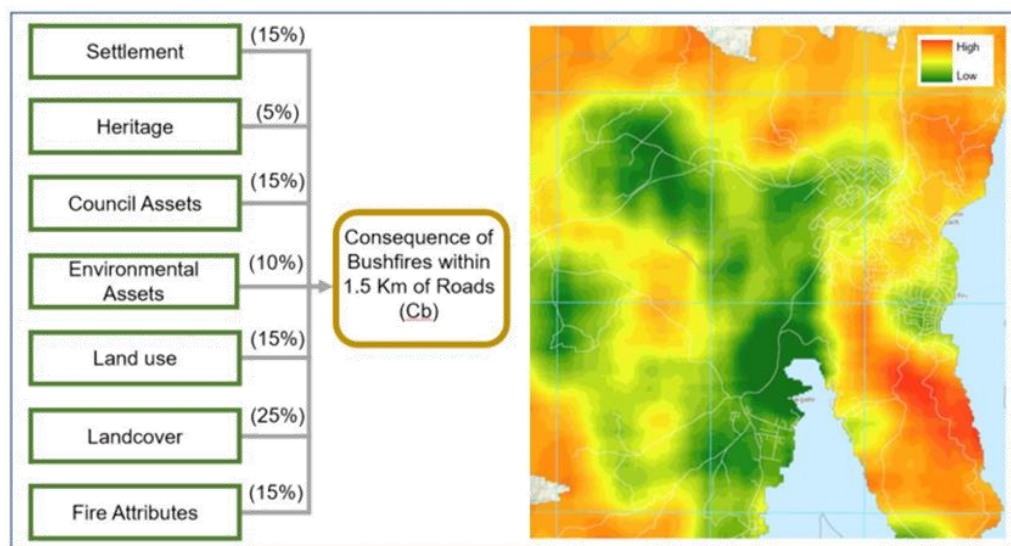 Settlement
(15%)
Heritage
(5%)
Council Assets
(15%)
Environmental
Assets
(10%)
Land use
(15%)
Landcover
(25%)
Fire Attributes
(15%)
Consequence of
Bushfires within
1.5 Km of Roads
(Cb)
High
Low